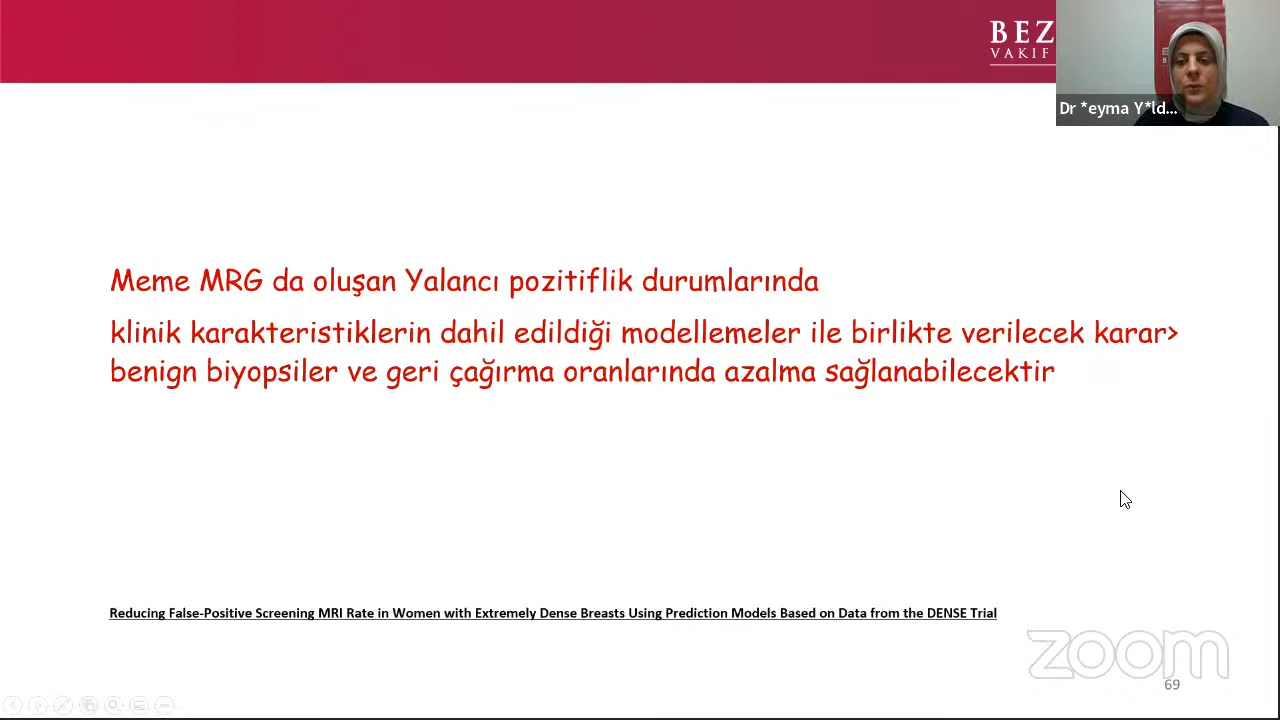 BEZ
VAKIF
Dr *eyma Y*ld...
Meme MRG da oluşan Yalancı pozitiflik durumlarında
klinik karakteristiklerin dahil edildiği modellemeler ile birlikte verilecek karar>
benign biyopsiler ve geri çağırma oranlarında azalma sağlanabilecektir
Reducing False-Positive Screening MRI Rate in Women with Extremely Dense Breasts Using Prediction Models Based on Data from the DENSE Trial
zoom
69